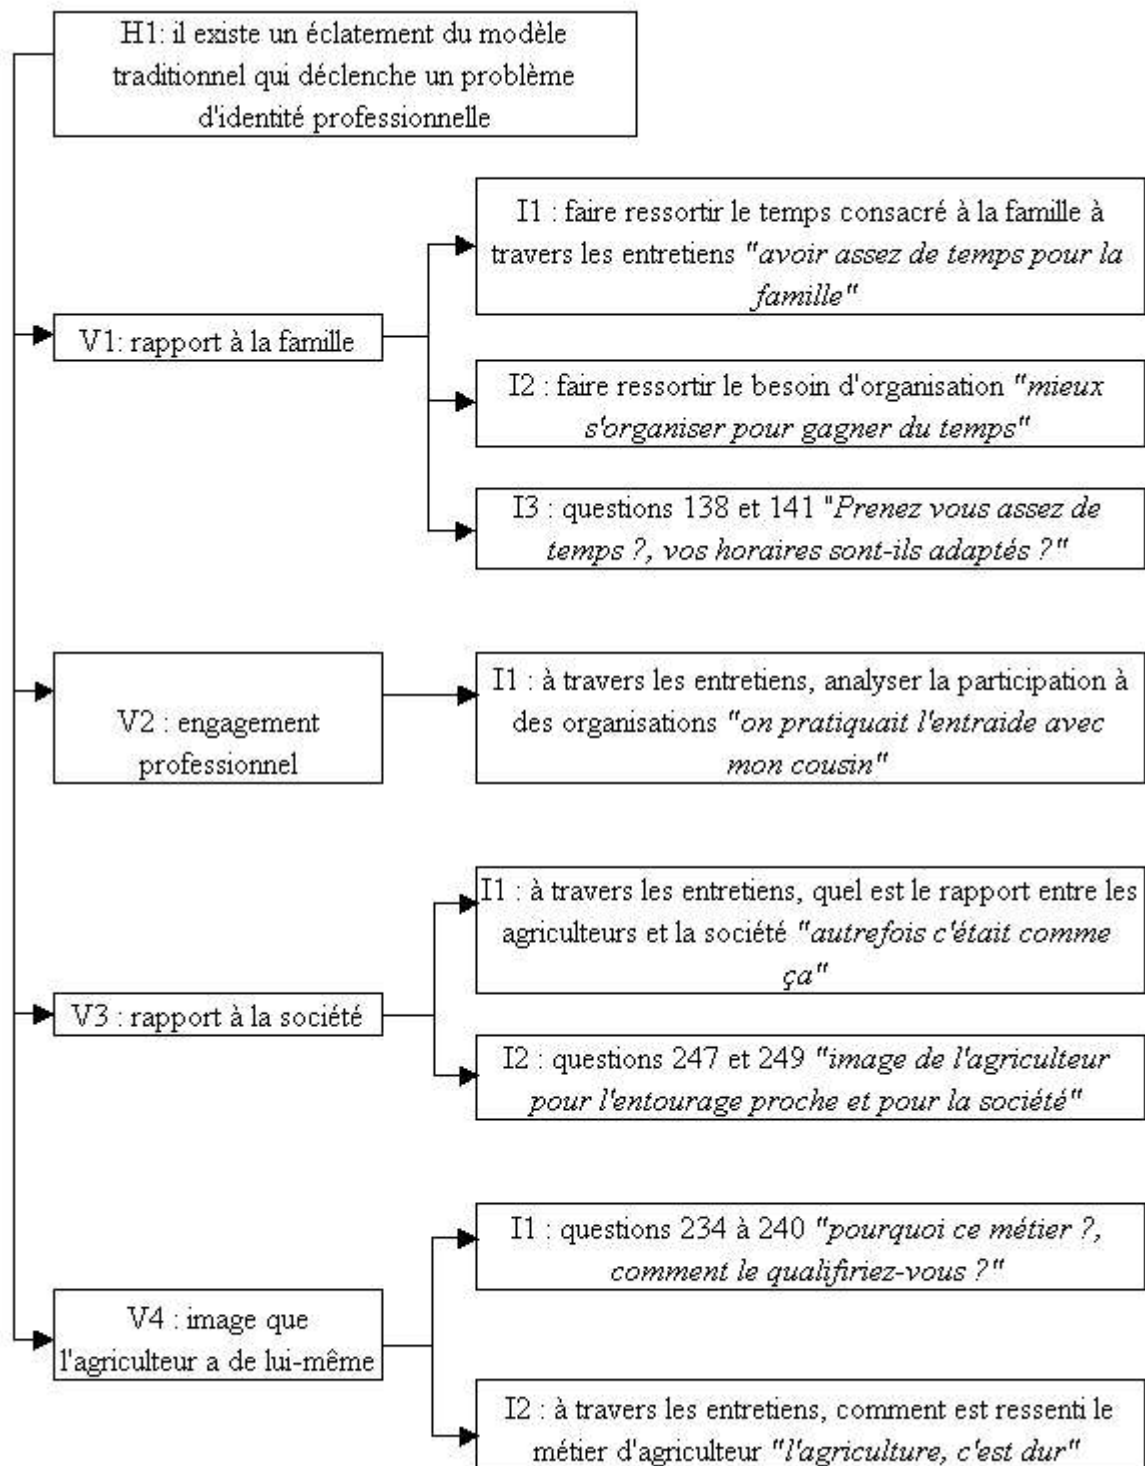 H1: il existe un éclatement du modèle
traditionnel qui déclenche un problème
d'identité professionnelle
I1 : faire ressortir le temps consacré à la famille à
travers les entretiens "avoir assez de temps pour la
famille"
V1: rapport à la famille
I2 : faire ressortir le besoin d'organisation "mieux
s'organiser pour gagner du temps"
I3 : questions 138 et 141 "Prenez vous assez de
temps ?, vos horaires sont-ils adaptés ?"
V2 : engagement
professionnel
I1 : à travers les entretiens, analyser la participation à
des organisations "on pratiquait l'entraide avec
mon cousin"
I1 : à travers les entretiens, quel est le rapport entre les
agriculteurs et la société "autrefois c'était comme
ça"
V3 : rapport à la société
I2 : questions 247 et 249 "image de l'agriculteur
pour l'entourage proche et pour la société"
I1 : questions 234 à 240 "pourquoi ce métier ?,
comment le qualifiriez-vous ?"
V4 : image que
l'agriculteur a de lui-même
I2 : à travers les entretiens, comment est ressenti le
métier d'agriculteur "l'agriculture, c'est dur"